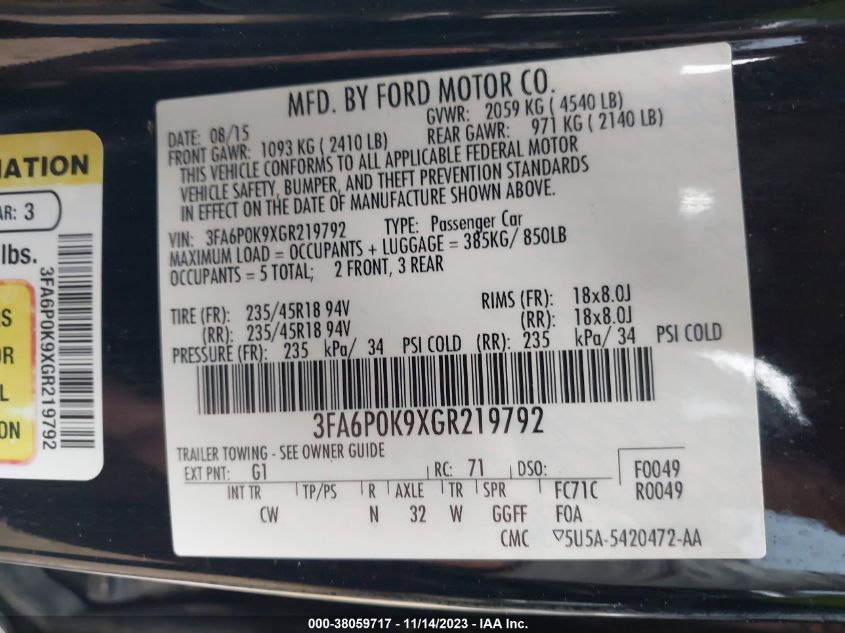 MATION
AR: 3
lbs.
3FA6P0K9XGR219792
S
OR
L
ON
MFD. BY FORD MOTOR CO.
DATE: 08/15 GVWR: 2059 KG ( 4540 LB)
FRONT GAWR: 1093 KG ( 2410 LB) REAR GAWR: 971 KG ( 2140 LB)
THIS VEHICLE CONFORMS TO ALL APPLICABLE FEDERAL MOTOR
VEHICLE SAFETY, BUMPER, AND THEFT PREVENTION STANDARDS
IN EFFECT ON THE DATE OF MANUFACTURE SHOWN ABOVE.
VIN: 3FA6P0K9XGR219792 TYPE: Passenger Car
MAXIMUM LOAD = OCCUPANTS + LUGGAGE = 385KG/ 850LB
OCCUPANTS = 5 TOTAL; 2 FRONT, 3 REAR
TIRE (FR): 235/45R18 94V RIMS (FR): 18x8.0J
(RR): 235/45R18 94V (RR): 18x8.0J
PRESSURE (FR): 235 kPa/ 34 PSI COLD (RR): 235 kPa/ 34 PSI COLD
3FA6P0K9XGR219792
TRAILER TOWING - SEE OWNER GUIDE
EXT PNT: G1 RC: 71 DSO: F0049
INT TR TP/PS R AXLE TR SPR FC71C R0049
CW N 32 W GGFF F0A
CMC ▽5U5A-5420472-AA
000-38059717 - 11/14/2023 - IAA Inc.